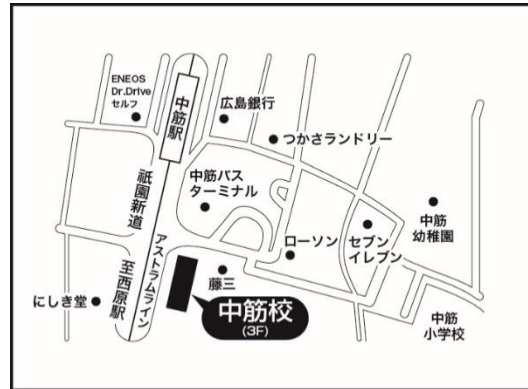 ENEOS
Dr.Drive
セルフ
中筋駅
広島銀行
つかさランドリー
中筋バス
ターミナル
祇園新道
アストラムライン
至西原駅
ローソン
セブン
イレブン
中筋
幼稚園
にしき堂
藤三
中筋校
(3F)
中筋
小学校